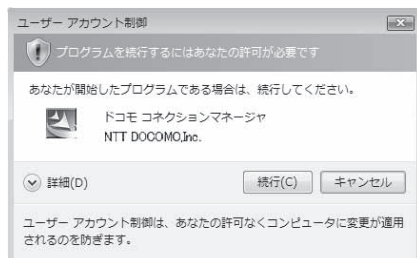 ユーザー アカウント制御
プログラムを続行するにはあなたの許可が必要です
あなたが開始したプログラムである場合は、続行してください。
ドコモ コネクションマネージャ
NTT DOCOMO,Inc.
詳細(D)
続行(C)
キャンセル
ユーザー アカウント制御は、あなたの許可なくコンピュータに変更が適用
されるのを防ぎます。